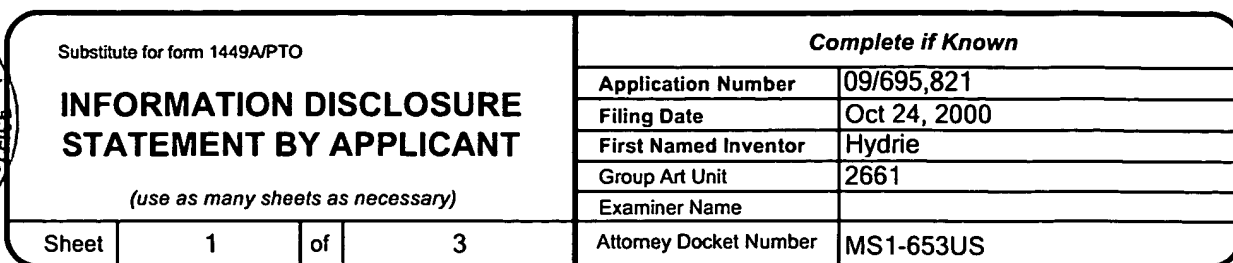 Substitute for form 1449A/PTO
INFORMATION DISCLOSURE
STATEMENT BY APPLICANT
(use as many sheets as necessary)
Sheet 1 of 3
Complete if Known
Application Number 09/695,821
Filing Date Oct 24, 2000
First Named Inventor Hydrie
Group Art Unit 2661
Examiner Name
Attorney Docket Number MS1-653US